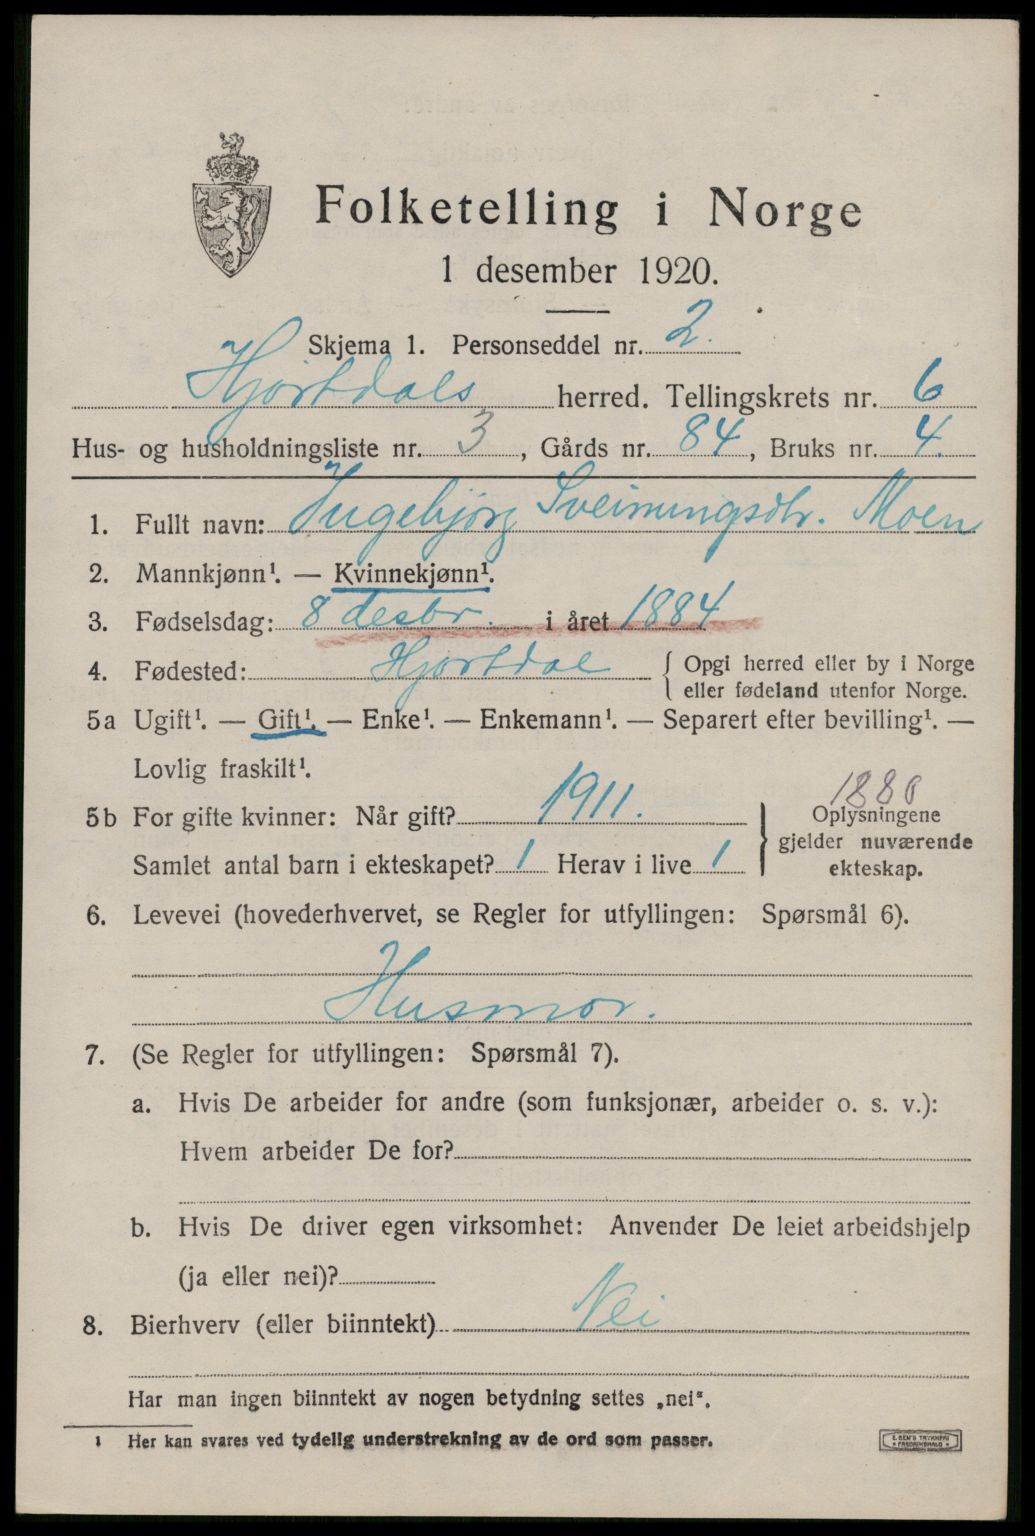 Folketelling i Norge
1 desember 1920.
Skjema 1. Personseddel nr. 2.
Hjørtdals herred. Tellingskrets nr. 6
Hus- og husholdningsliste nr. 3, Gårds nr. 84, Bruks nr. 4.
1. Fullt navn: Ingebjørg Sveinungsdtr. Moen
2. Mannkjønn¹. — Kvinnekjønn¹.
3. Fødselsdag: 8 desbr. i året 1884
4. Fødested: Hjørtdal { Opgi herred eller by i Norge
eller fødeland utenfor Norge.
5a Ugift¹. — Gift¹. — Enke¹. — Enkemann¹. — Separert efter bevilling¹. —
Lovlig fraskilt¹.
1880
5b For gifte kvinner: Når gift? 1911. } Oplysningene
gjelder nuværende
Samlet antal barn i ekteskapet? 1 Herav i live 1 ekteskap.
6. Levevei (hovederhvervet, se Regler for utfyllingen: Spørsmål 6).
Husmor.
7. (Se Regler for utfyllingen: Spørsmål 7).
a. Hvis De arbeider for andre (som funksjonær, arbeider o. s. v.):
Hvem arbeider De for?
b. Hvis De driver egen virksomhet: Anvender De leiet arbeidshjelp
(ja eller nei)?
8. Bierhverv (eller biinntekt) Nei
Har man ingen biinntekt av nogen betydning settes „nei“.
¹ Her kan svares ved tydelig understrekning av de ord som passer.
E. SEM'S TRYKKERI
FREDRIKSHALD